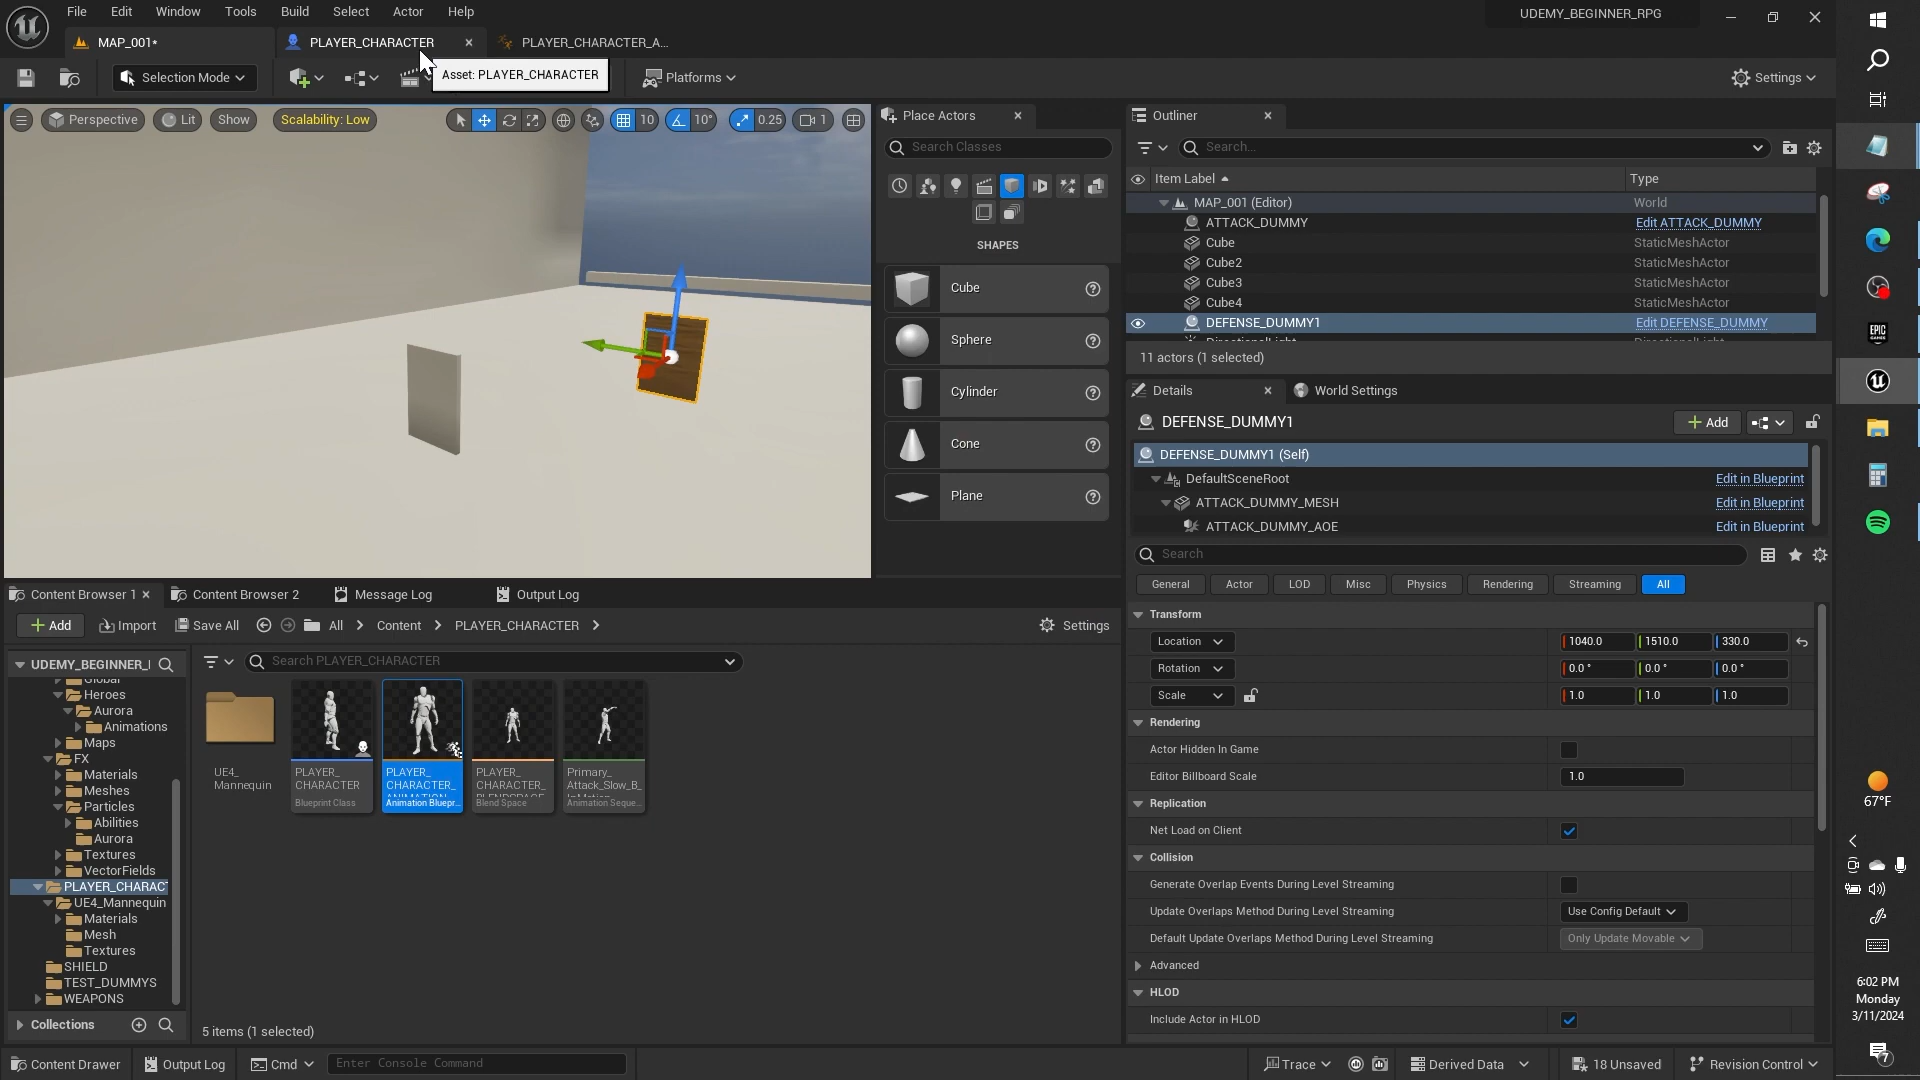 File Edit Window Tools Build Select Actor Help
UDEMY_BEGINNER_RPG
MAP_001*
PLAYER_CHARACTER
PLAYER_CHARACTER_A...
Selection Mode
Asset: PLAYER_CHARACTER
Platforms
Settings
Perspective Lit Show Scalability: Low 10 10° 0.25 1
Place Actors
Search Classes
SHAPES
Cube
Sphere
Cylinder
Cone
Plane
Outliner
Search...
Item Label Type
MAP_001 (Editor) World
ATTACK_DUMMY Edit ATTACK_DUMMY
Cube StaticMeshActor
Cube2 StaticMeshActor
Cube3 StaticMeshActor
Cube4 StaticMeshActor
DEFENSE_DUMMY1 Edit DEFENSE_DUMMY
11 actors (1 selected)
Details World Settings
DEFENSE_DUMMY1 Add
DEFENSE_DUMMY1 (Self)
DefaultSceneRoot Edit in Blueprint
ATTACK_DUMMY_MESH Edit in Blueprint
ATTACK_DUMMY_AOE Edit in Blueprint
Search
General Actor LOD Misc Physics Rendering Streaming All
Transform
Location 1040.0 1510.0 330.0
Rotation 0.0 ° 0.0 ° 0.0 °
Scale 1.0 1.0 1.0
Rendering
Actor Hidden In Game
Editor Billboard Scale 1.0
Replication
Net Load on Client
Collision
Generate Overlap Events During Level Streaming
Update Overlaps Method During Level Streaming Use Config Default
Default Update Overlaps Method During Level Streaming Only Update Movable
Advanced
HLOD
Include Actor in HLOD
Content Browser 1 Content Browser 2 Message Log Output Log
Add Import Save All All Content PLAYER_CHARACTER Settings
UDEMY_BEGINNER_
Search PLAYER_CHARACTER
Global
Heroes
Aurora
Animations
Maps
FX
Materials
Meshes
Particles
Abilities
Aurora
Textures
VectorFields
PLAYER_CHARACT
UE4_Mannequin
Materials
Mesh
Textures
SHIELD
TEST_DUMMYS
WEAPONS
Collections
UE4_
Mannequin
PLAYER_
CHARACTER
Blueprint Class
PLAYER_
CHARACTER_
Animation Bluepr...
PLAYER_
CHARACTER_
Blend Space
Primary_
Attack_Slow_B_
Animation Seque...
5 items (1 selected)
Content Drawer Output Log Cmd Enter Console Command Trace Derived Data 18 Unsaved Revision Control
EPIC
GAMES
67°F
6:02 PM
Monday
3/11/2024
7